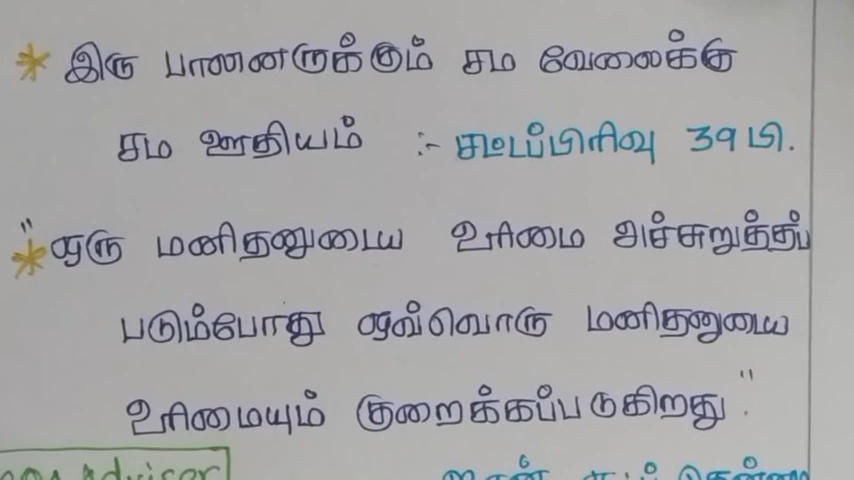 * இரு பாலினருக்கும் சம வேலைக்கு
சம ஊதியம் :- சட்டப்பிரிவு 39 பி.
"* ஒரு மனிதனுடைய உரிமை அச்சுறுத்தப்
படும்போது ஒவ்வொரு மனிதனுடைய
உரிமையும் குறைக்கப்படுகிறது".
Advisor